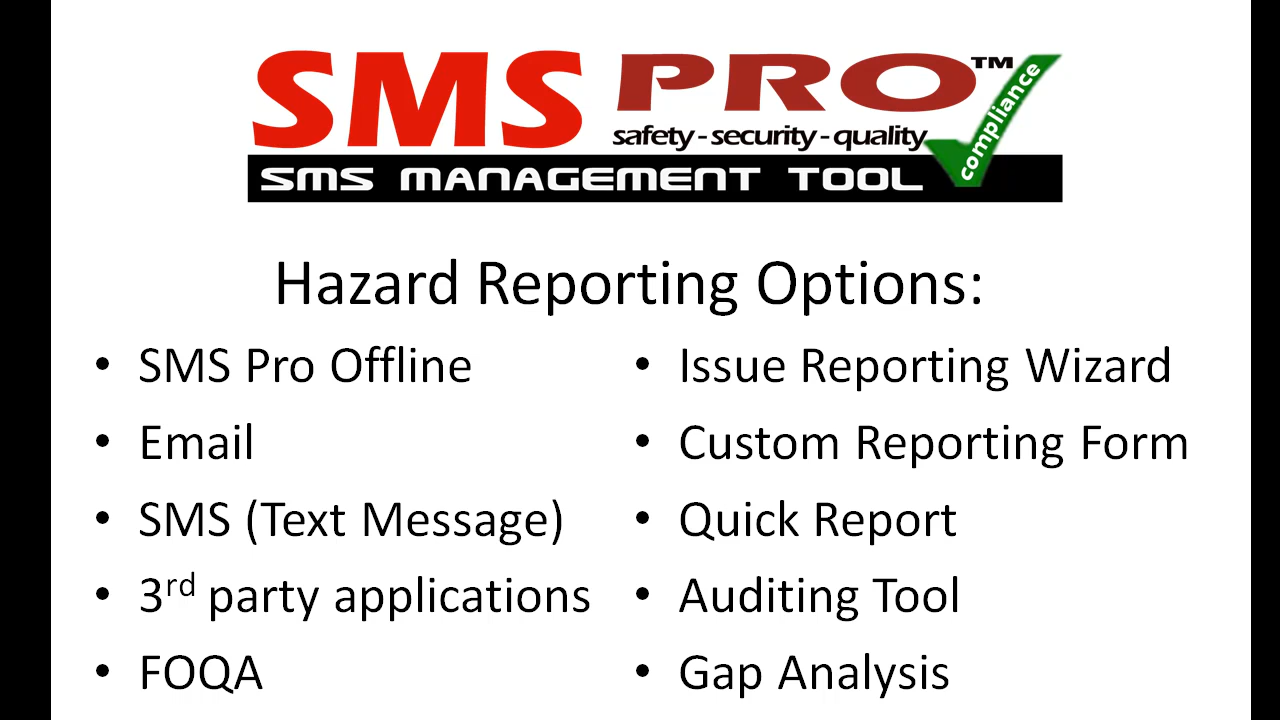 SMS PRO™
safety - security - quality
compliance
SMS MANAGEMENT TOOL
Hazard Reporting Options:
• SMS Pro Offline
• Email
• SMS (Text Message)
• 3rd party applications
• FOQA
• Issue Reporting Wizard
• Custom Reporting Form
• Quick Report
• Auditing Tool
• Gap Analysis